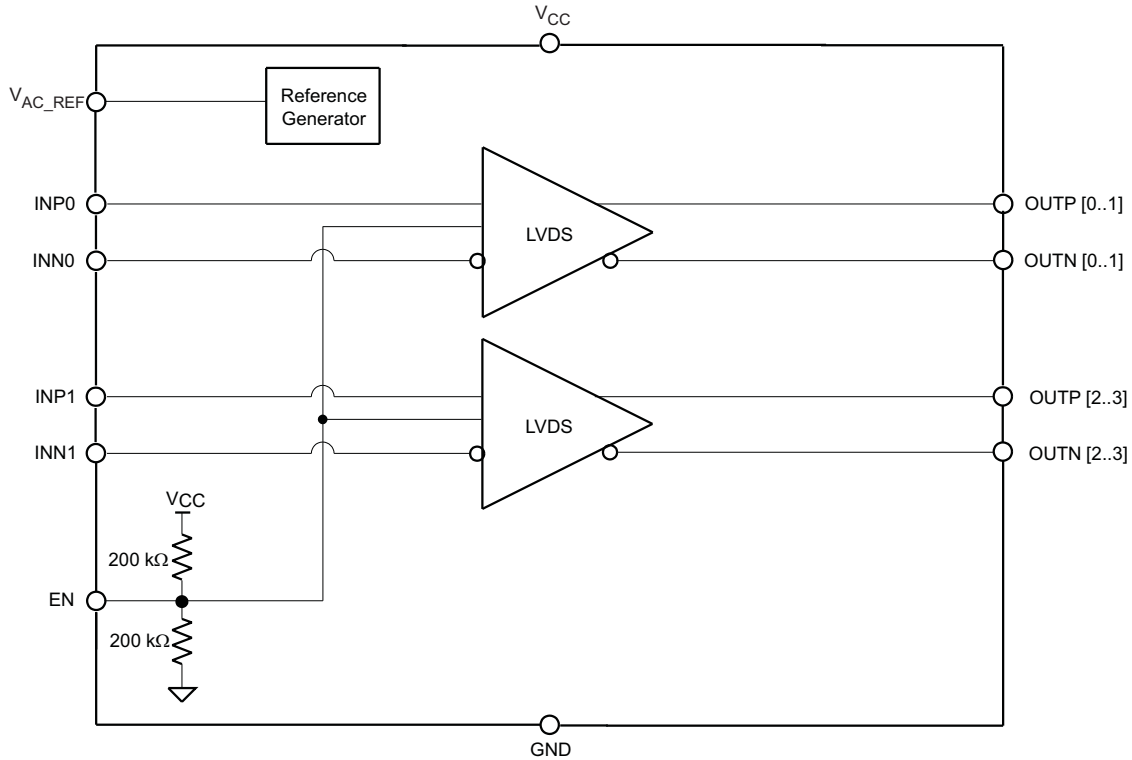 VCC
VAC_REF
Reference
Generator
INP0
LVDS
OUTP [0..1]
INN0
OUTN [0..1]
INP1
LVDS
OUTP [2..3]
INN1
OUTN [2..3]
VCC
200 kΩ
EN
200 kΩ
GND